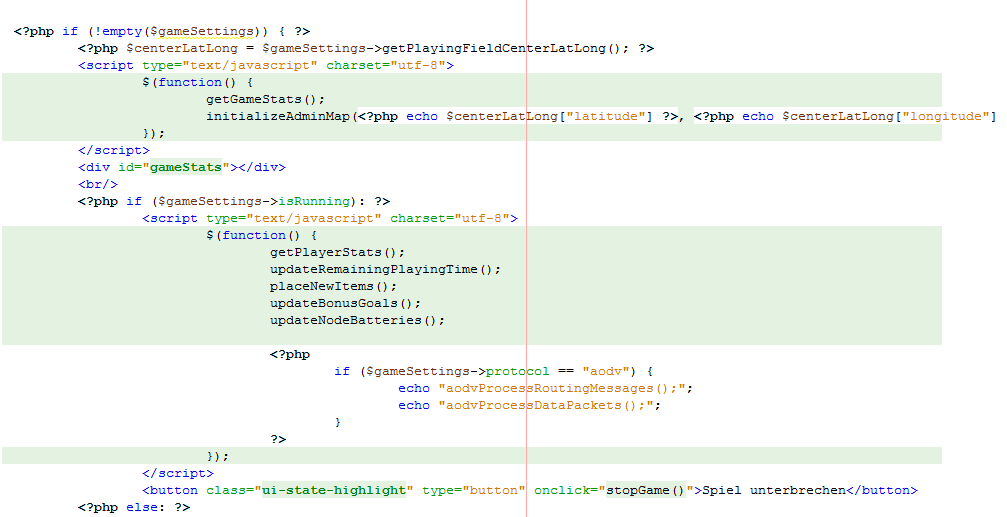 <?php if (!empty($gameSettings)) { ?>
<?php $centerLatLong = $gameSettings->getPlayingFieldCenterLatLong(); ?>
<script type="text/javascript" charset="utf-8">
$(function() {
getGameStats();
initializeAdminMap(<?php echo $centerLatLong["latitude"] ?>, <?php echo $centerLatLong["longitude"]
});
</script>
<div id="gameStats"></div>
<br/>
<?php if ($gameSettings->isRunning): ?>
<script type="text/javascript" charset="utf-8">
$(function() {
getPlayerStats();
updateRemainingPlayingTime();
placeNewItems();
updateBonusGoals();
updateNodeBatteries();
<?php
if ($gameSettings->protocol == "aodv") {
echo "aodvProcessRoutingMessages();";
echo "aodvProcessDataPackets();";
}
?>
});
</script>
<button class="ui-state-highlight" type="button" onclick="stopGame()">Spiel unterbrechen</button>
<?php else: ?>